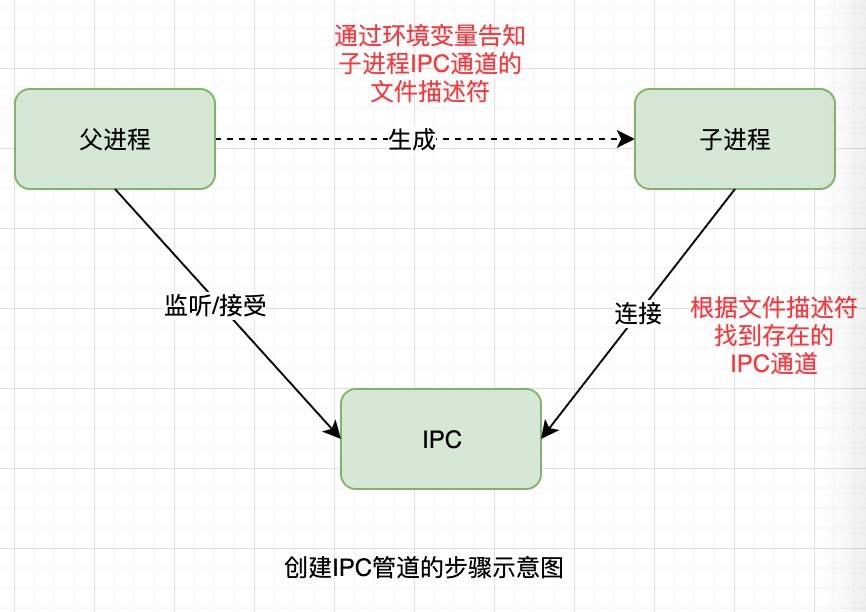 通过环境变量告知
子进程IPC通道的
文件描述符
父进程
生成
子进程
监听/接受
连接
根据文件描述符
找到存在的
IPC通道
IPC
创建IPC管道的步骤示意图